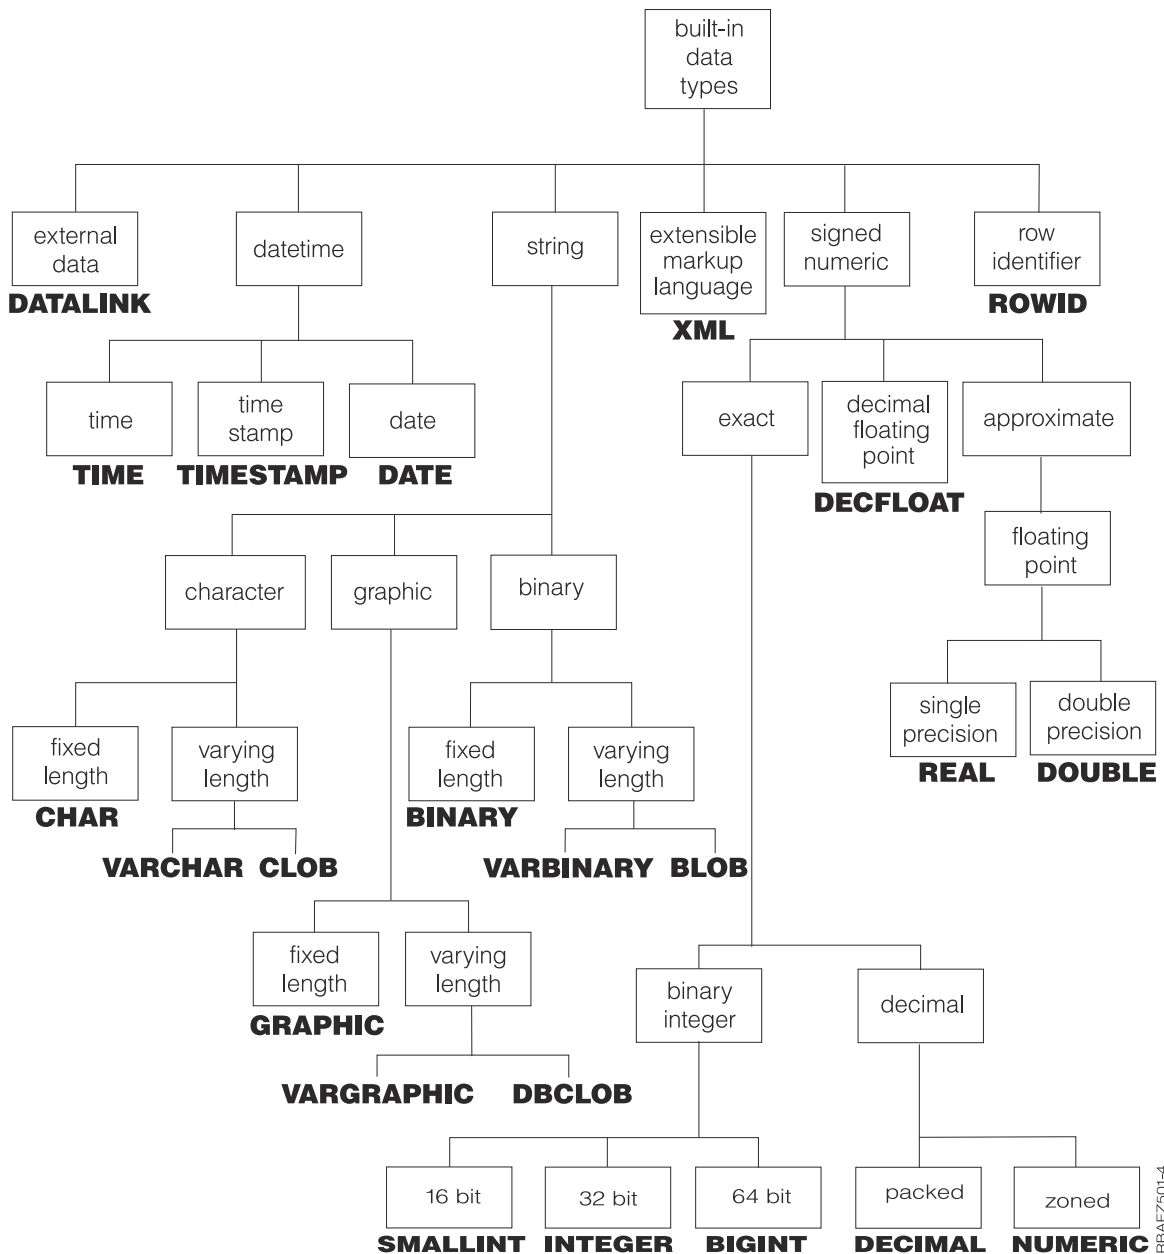 built-in
data
types
external
data
DATALINK
datetime
string
extensible
markup
language
XML
signed
numeric
row
identifier
ROWID
time
TIME
time
stamp
TIMESTAMP
date
DATE
exact
decimal
floating
point
DECFLOAT
approximate
floating
point
character
graphic
binary
single
precision
REAL
double
precision
DOUBLE
fixed
length
CHAR
varying
length
VARCHAR CLOB
fixed
length
BINARY
varying
length
VARBINARY BLOB
fixed
length
GRAPHIC
varying
length
VARGRAPHIC DBCLOB
binary
integer
decimal
16 bit
SMALLINT
32 bit
INTEGER
64 bit
BIGINT
packed
DECIMAL
zoned
NUMERIC
RBAFZ501-4